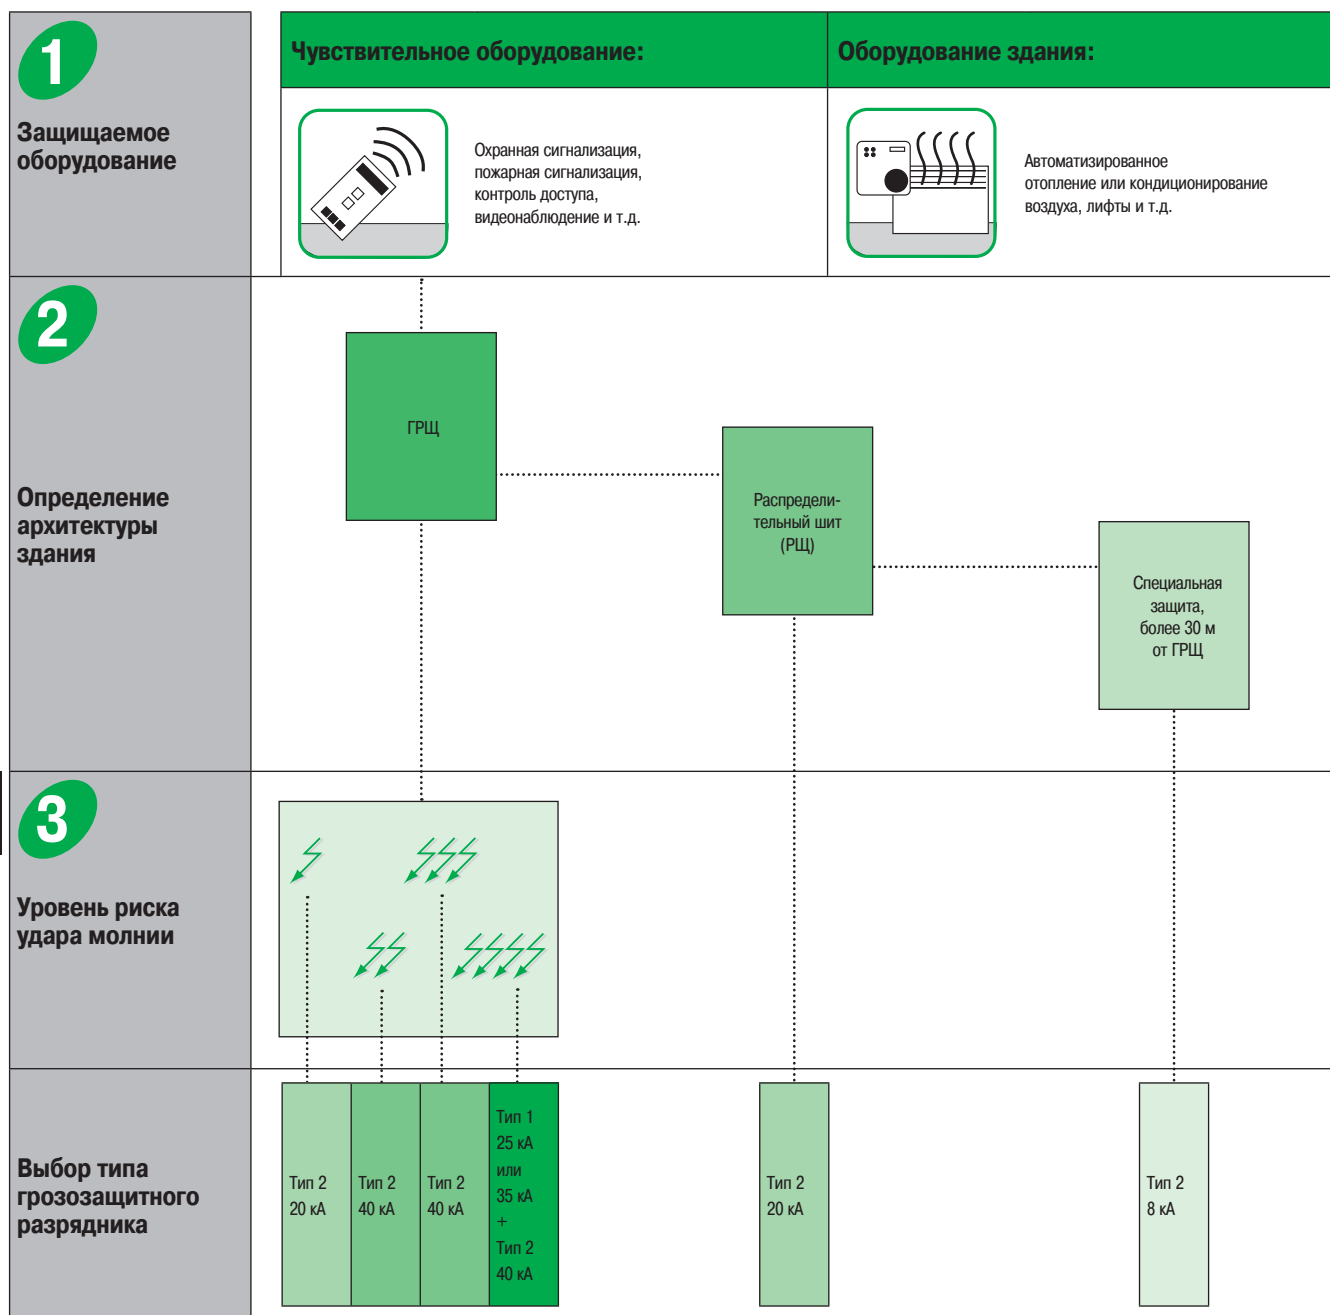 1
Защищаемое
оборудование
Чувствительное оборудование:
Оборудование здания:
Охранная сигнализация,
пожарная сигнализация,
контроль доступа,
видеонаблюдение и т.д.
Автоматизированное
отопление или кондиционирование
воздуха, лифты и т.д.
2
Определение
архитектуры
здания
ГРЩ
Распредели-
тельный шит
(РЩ)
Специальная
защита,
более 30 м
от ГРЩ
3
Уровень риска
удара молнии
Выбор типа
грозозащитного
разрядника
Тип 2
20 кА
Тип 2
40 кА
Тип 2
40 кА
Тип 1
25 кА
или
35 кА
+
Тип 2
40 кА
Тип 2
20 кА
Тип 2
8 кА